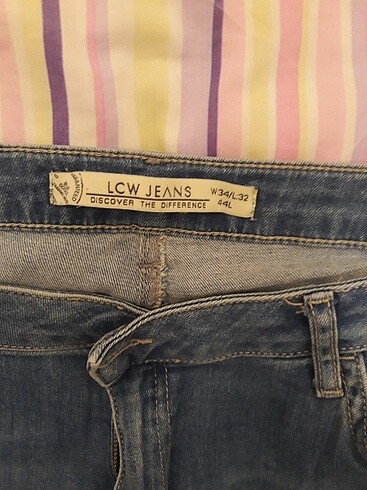 LCW JEANS
DISCOVER THE DIFFERENCE
W34/L32
44L